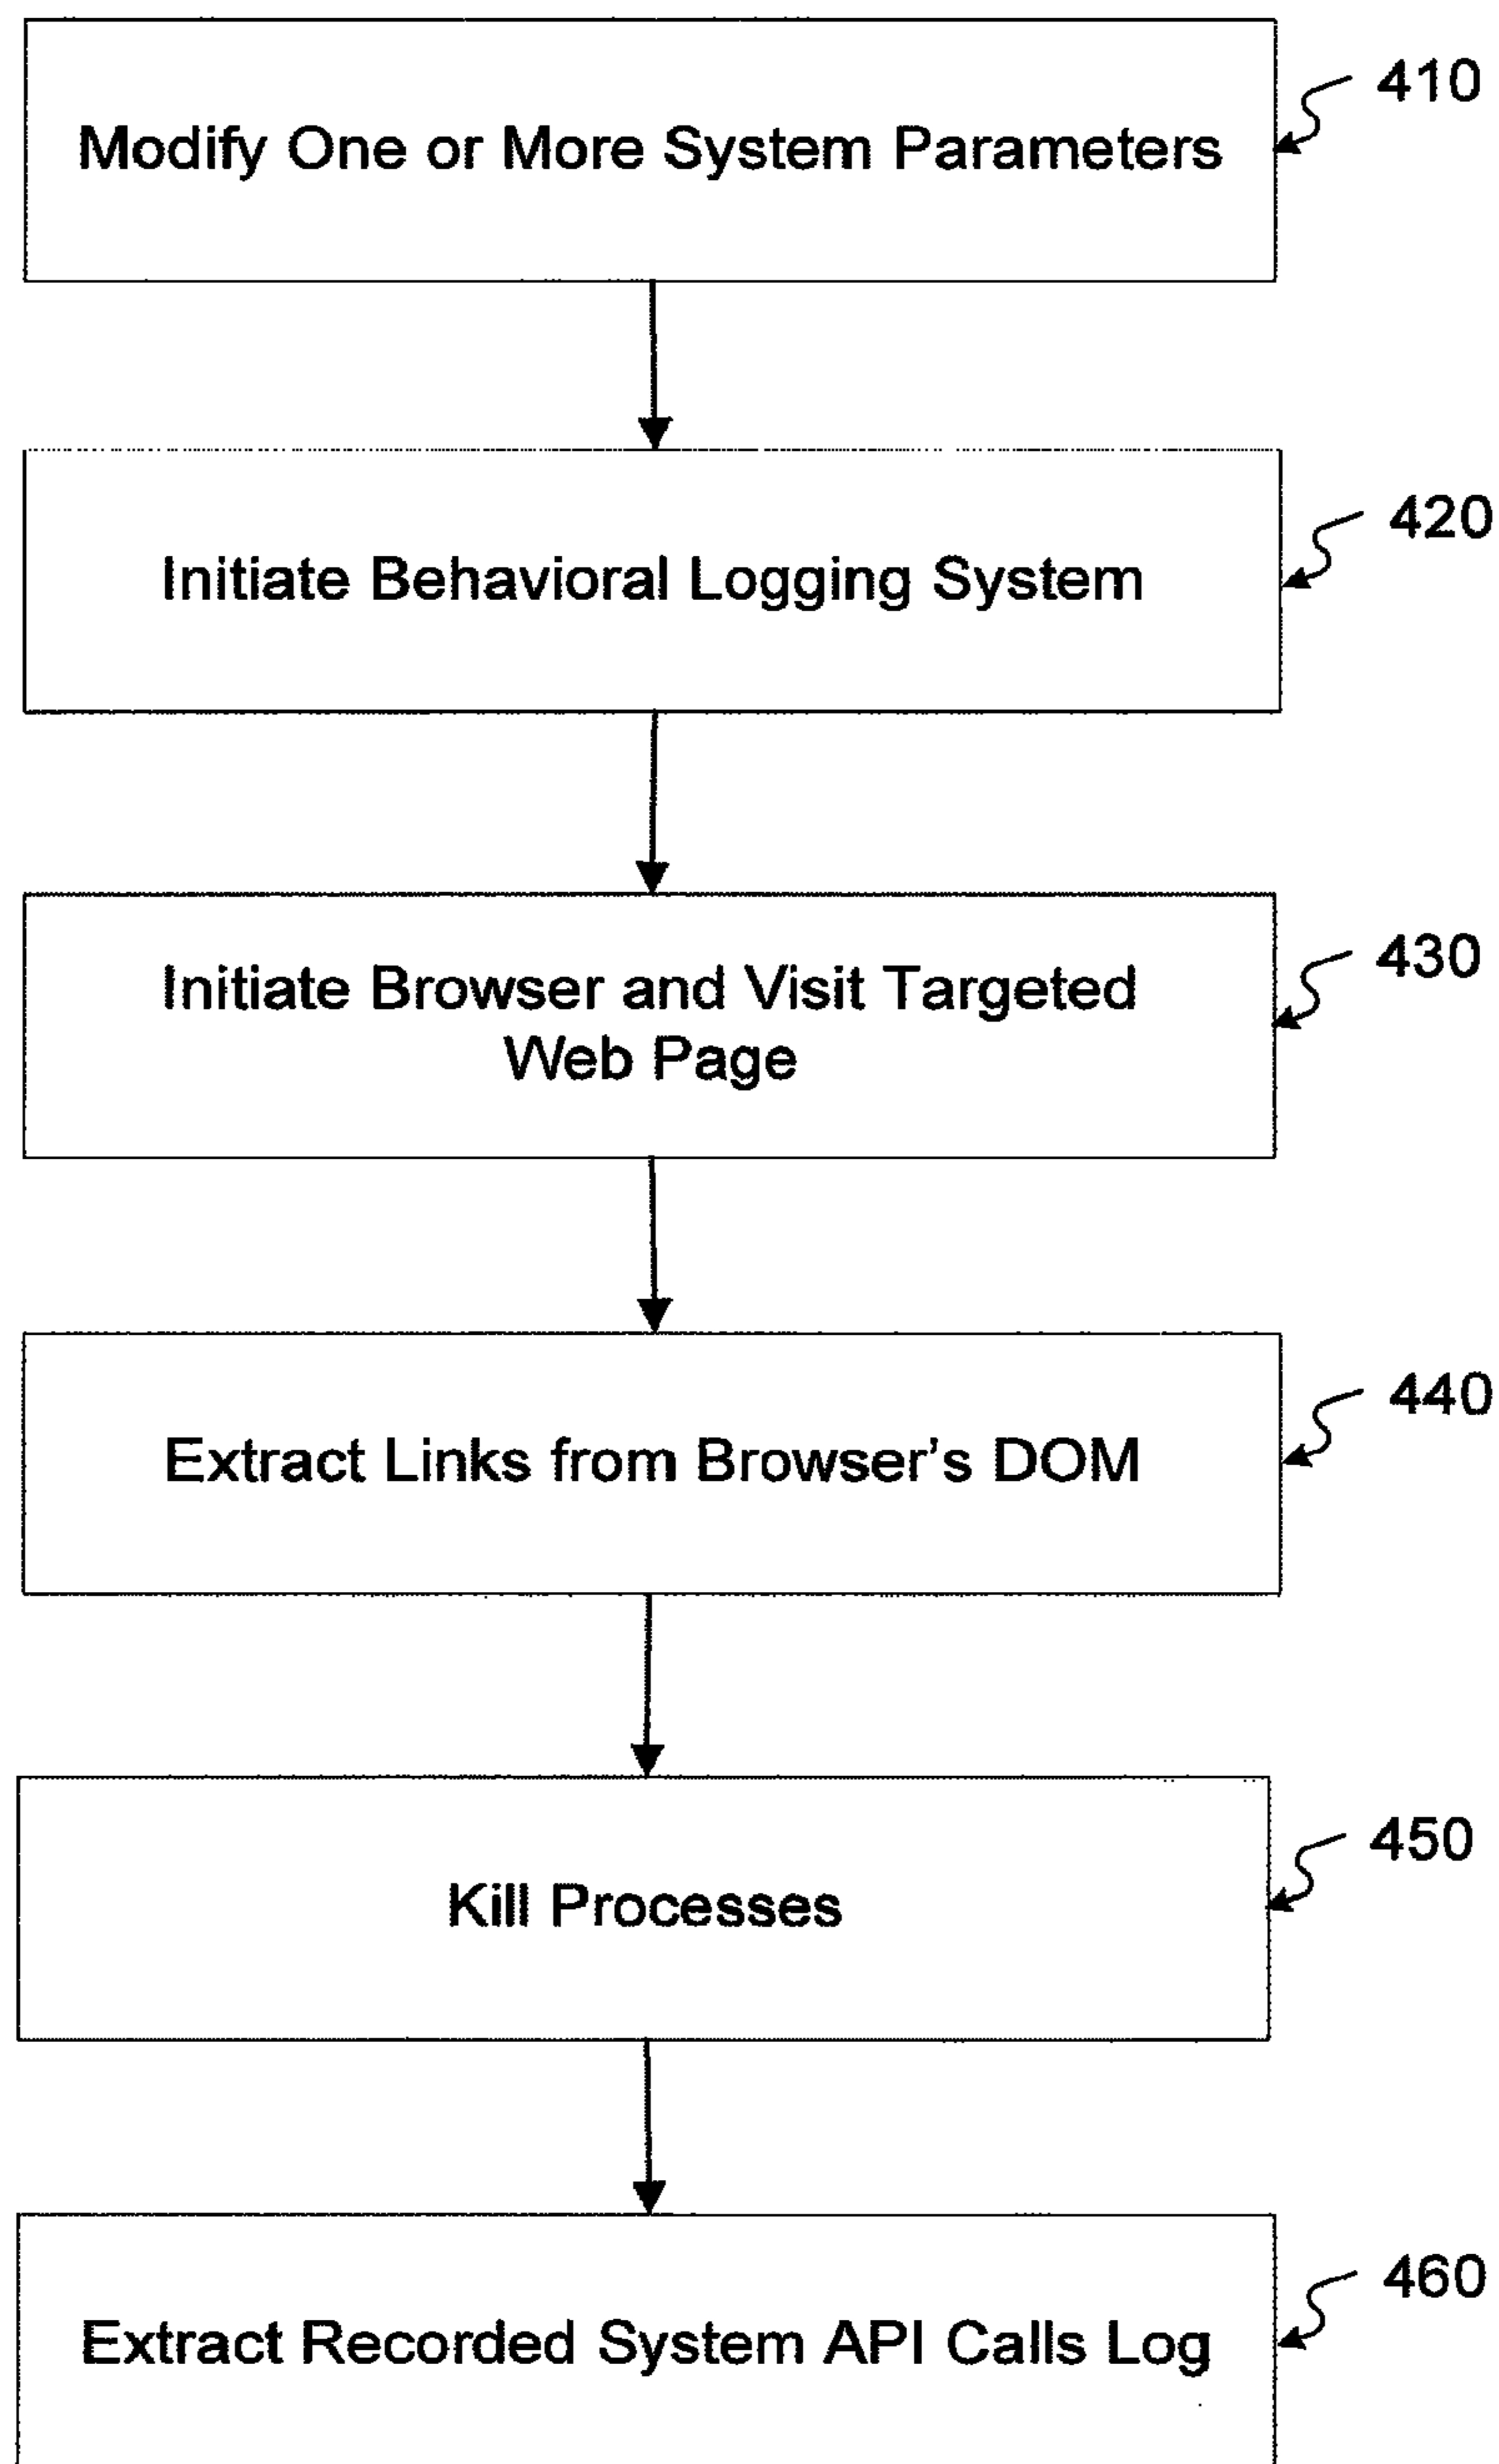 Modify One or More System Parameters
410
Initiate Behavioral Logging System
420
Initiate Browser and Visit Targeted
Web Page
430
Extract Links from Browser's DOM
440
Kill Processes
450
Extract Recorded System API Calls Log
460